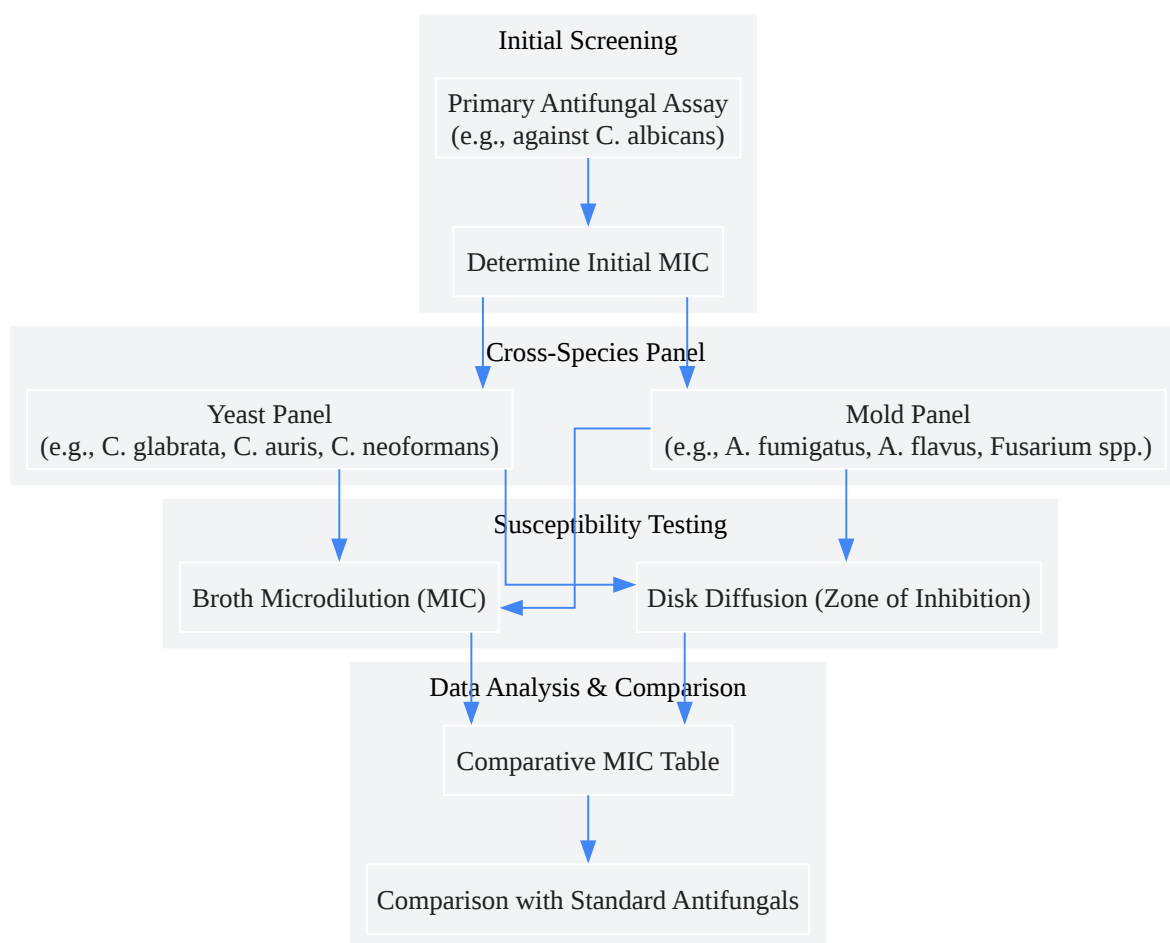 Initial Screening
Primary Antifungal Assay
(e.g., against C. albicans)
Determine Initial MIC
Cross-Species Panel
Yeast Panel
(e.g., C. glabrata, C. auris, C. neoformans)
Mold Panel
(e.g., A. fumigatus, A. flavus, Fusarium spp.)
Susceptibility Testing
Broth Microdilution (MIC)
Disk Diffusion (Zone of Inhibition)
Data Analysis & Comparison
Comparative MIC Table
Comparison with Standard Antifungals